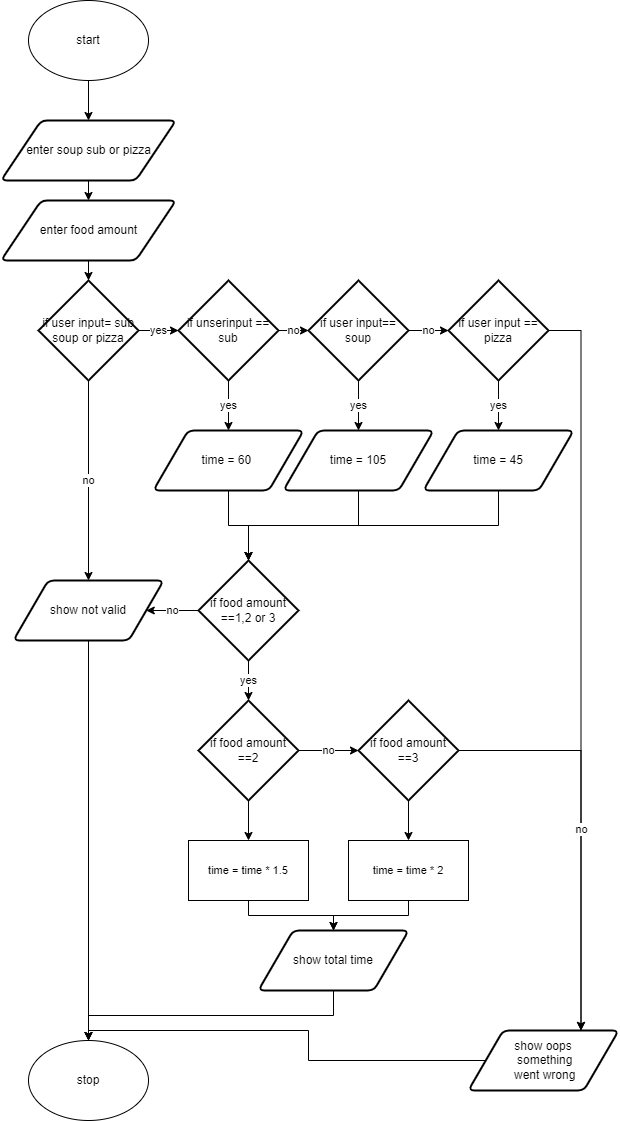 start
enter soup sub or pizza
enter food amount
if user input= sub
soup or pizza
yes
if unserinput ==
sub
no
if user input==
soup
no
if user input ==
pizza
yes
yes
yes
time = 60
time = 105
time = 45
no
show not valid
no
if food amount
==1,2 or 3
yes
if food amount
==2
no
if food amount
==3
no
time = time * 1.5
time = time * 2
show total time
show oops
something
went wrong
stop